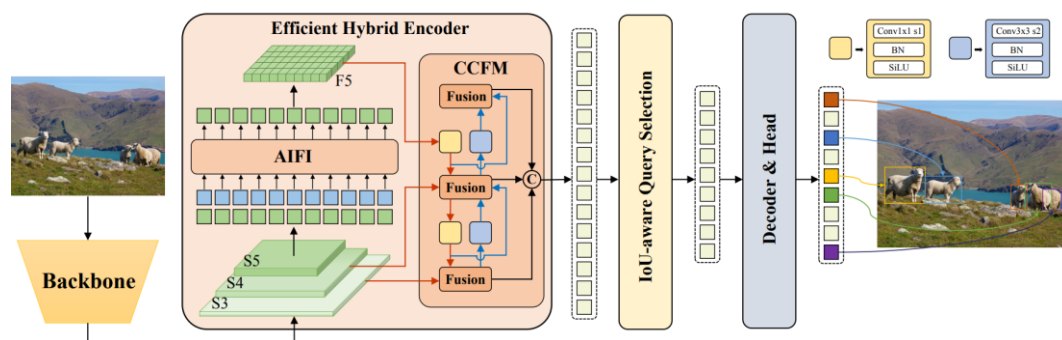 Efficient Hybrid Encoder
F5
AIFI
S5
S4
S3
CCFM
Fusion
Fusion
Fusion
C
Backbone
IoU-aware Query Selection
Decoder & Head
Conv1x1 s1
BN
SiLU
Conv3x3 s2
BN
SiLU